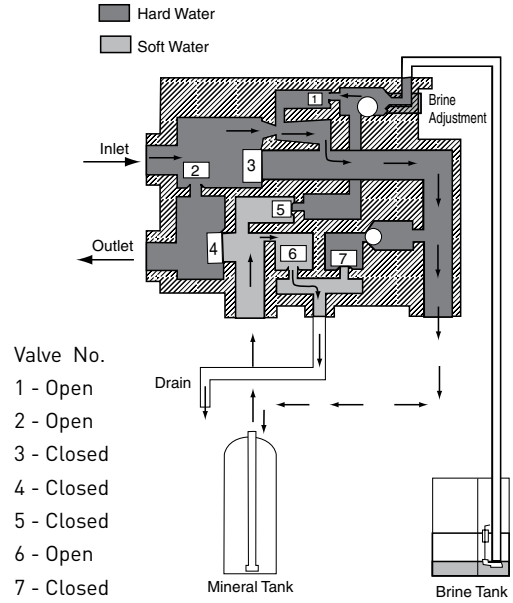 Hard Water
Soft Water
1
Brine
Adjustment
Inlet
2
3
5
Outlet
4
6
7
Valve No.
1 - Open
2 - Open
3 - Closed
4 - Closed
5 - Closed
6 - Open
7 - Closed
Drain
Mineral Tank
Brine Tank